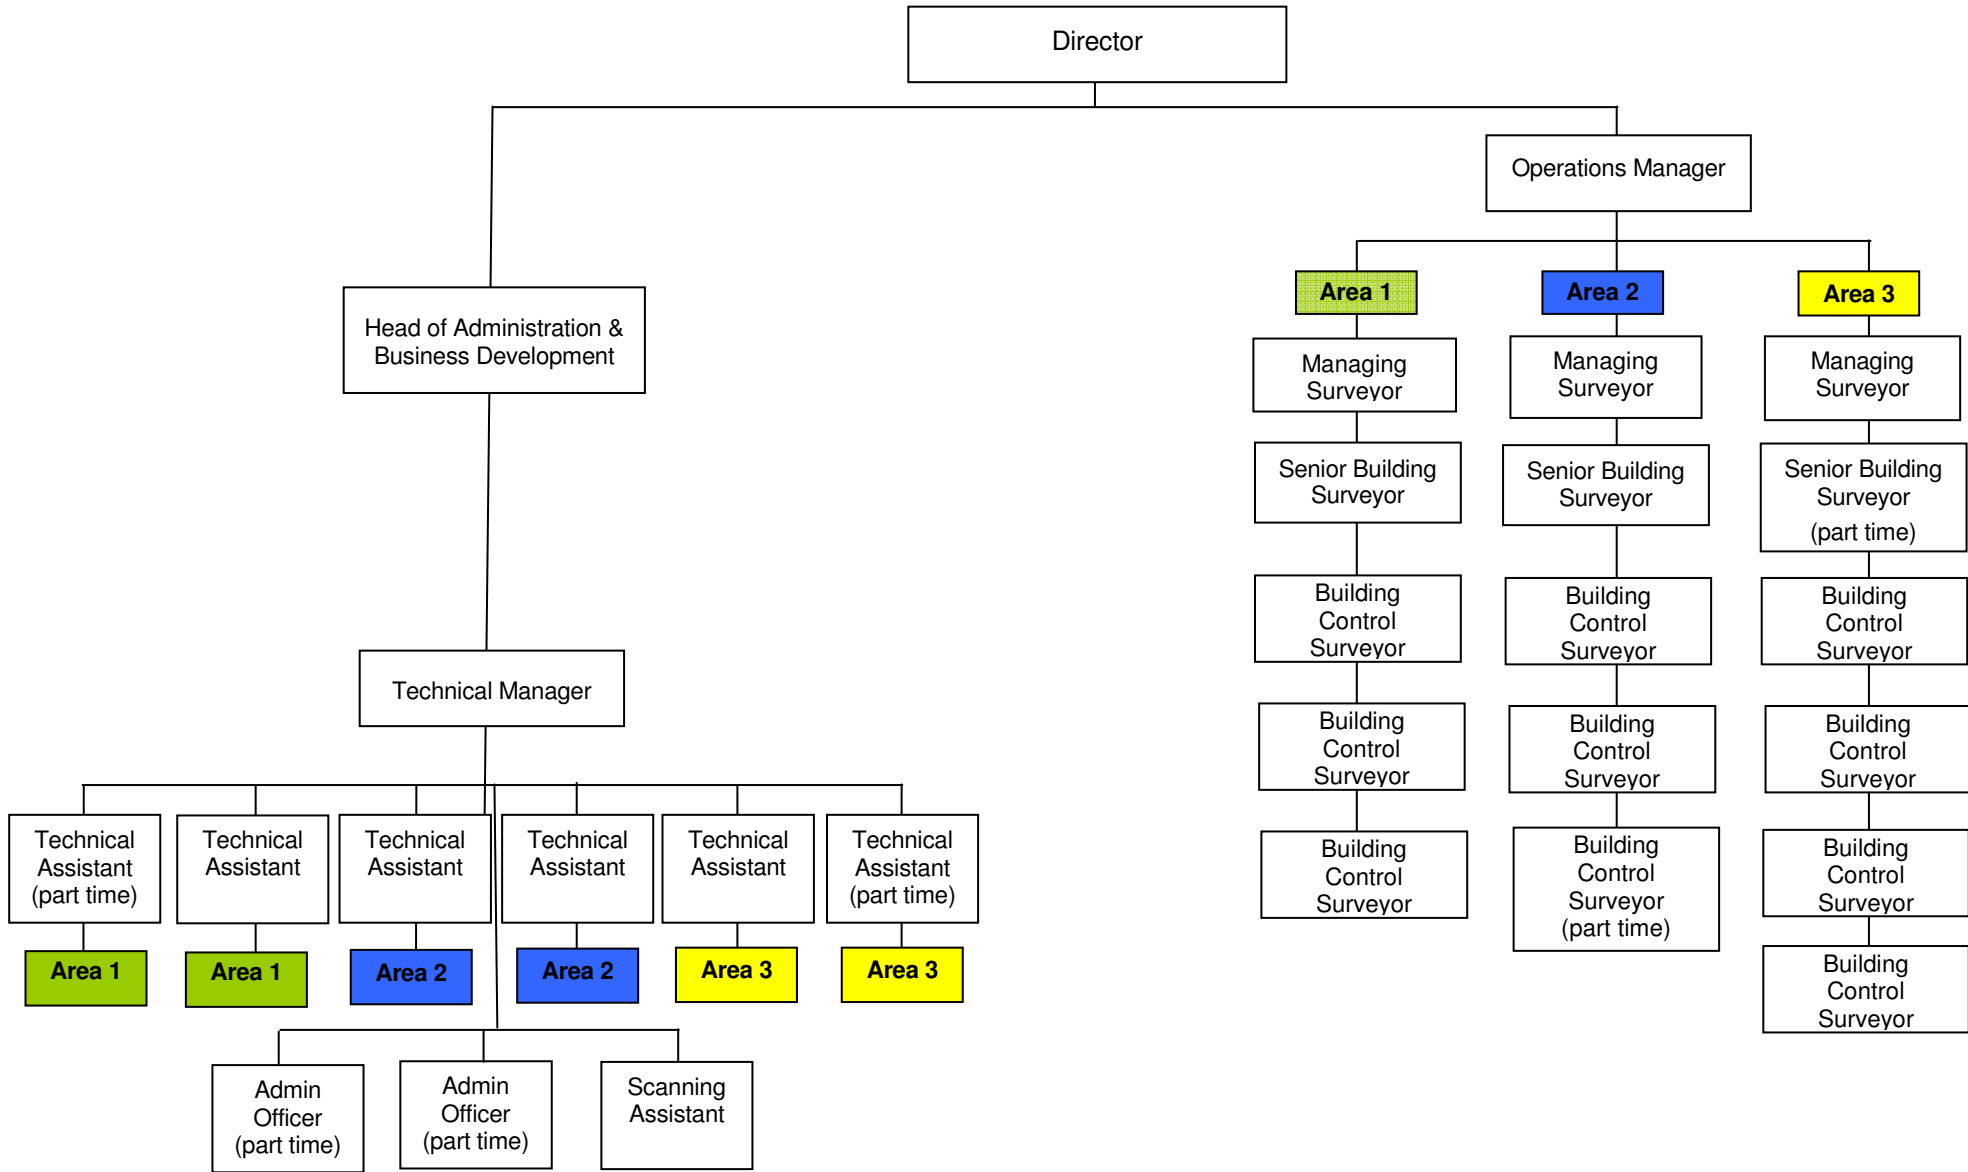 Director
Operations Manager
Head of Administration &
Business Development
Technical Manager
Technical
Assistant
(part time)
Area 1
Technical
Assistant
Area 1
Technical
Assistant
Area 2
Technical
Assistant
Area 2
Technical
Assistant
Area 3
Technical
Assistant
(part time)
Area 3
Admin
Officer
(part time)
Admin
Officer
(part time)
Scanning
Assistant
Area 1
Managing
Surveyor
Senior Building
Surveyor
Building
Control
Surveyor
Building
Control
Surveyor
Building
Control
Surveyor
Area 2
Managing
Surveyor
Senior Building
Surveyor
Building
Control
Surveyor
Building
Control
Surveyor
Building
Control
Surveyor
(part time)
Area 3
Managing
Surveyor
Senior Building
Surveyor
(part time)
Building
Control
Surveyor
Building
Control
Surveyor
Building
Control
Surveyor
Building
Control
Surveyor